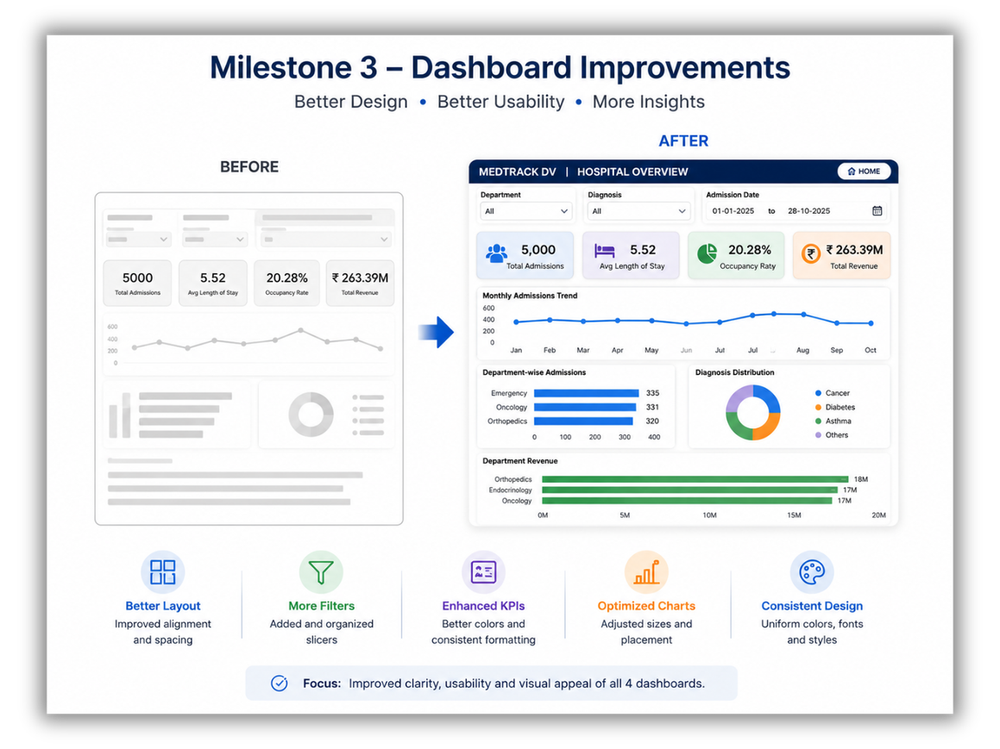 Milestone 3 – Dashboard Improvements
Better Design • Better Usability • More Insights
BEFORE
5000
Total Admissions
5.52
Avg Length of Stay
20.28%
Occupancy Rate
₹ 263.39M
Total Revenue
600
400
200
0
AFTER
MEDTRACK DV | HOSPITAL OVERVIEW
HOME
Department
All
Diagnosis
All
Admission Date
01-01-2025 to 28-10-2025
5,000
Total Admissions
5.52
Avg Length of Stay
20.28%
Occupancy Raty
₹ 263.39M
Total Revenue
Monthly Admissions Trend
600
400
200
0
Jan Feb Mar Apr May Jun Jul Jul .. Aug Sep Oct
Department-wise Admissions
Emergency 335
Oncology 331
Orthopedics 320
0 100 200 300 400
Diagnosis Distribution
Cancer
Diabetes
Asthma
Others
Department Revenue
Orthopedics 18M
Endecrinology 17M
Oncology 17M
0M 5M 10M 15M 20M
Better Layout
Improved alignment
and spacing
More Filters
Added and organized
slicers
Enhanced KPIs
Better colors and
consistent formatting
Optimized Charts
Adjusted sizes and
placement
Consistent Design
Uniform colors, fonts
and styles
Focus: Improved clarity, usability and visual appeal of all 4 dashboards.